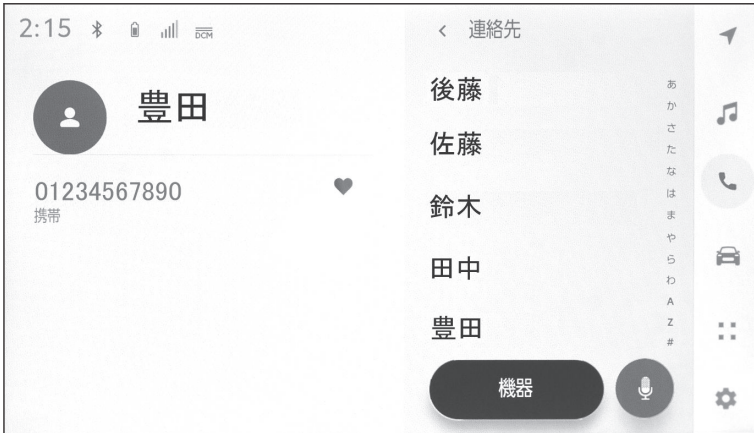 2:15 DCM
豊田
01234567890
携帯
連絡先
後藤
佐藤
鈴木
田中
豊田
機器
あ
か
さ
た
な
は
ま
や
ら
わ
A
Z
#